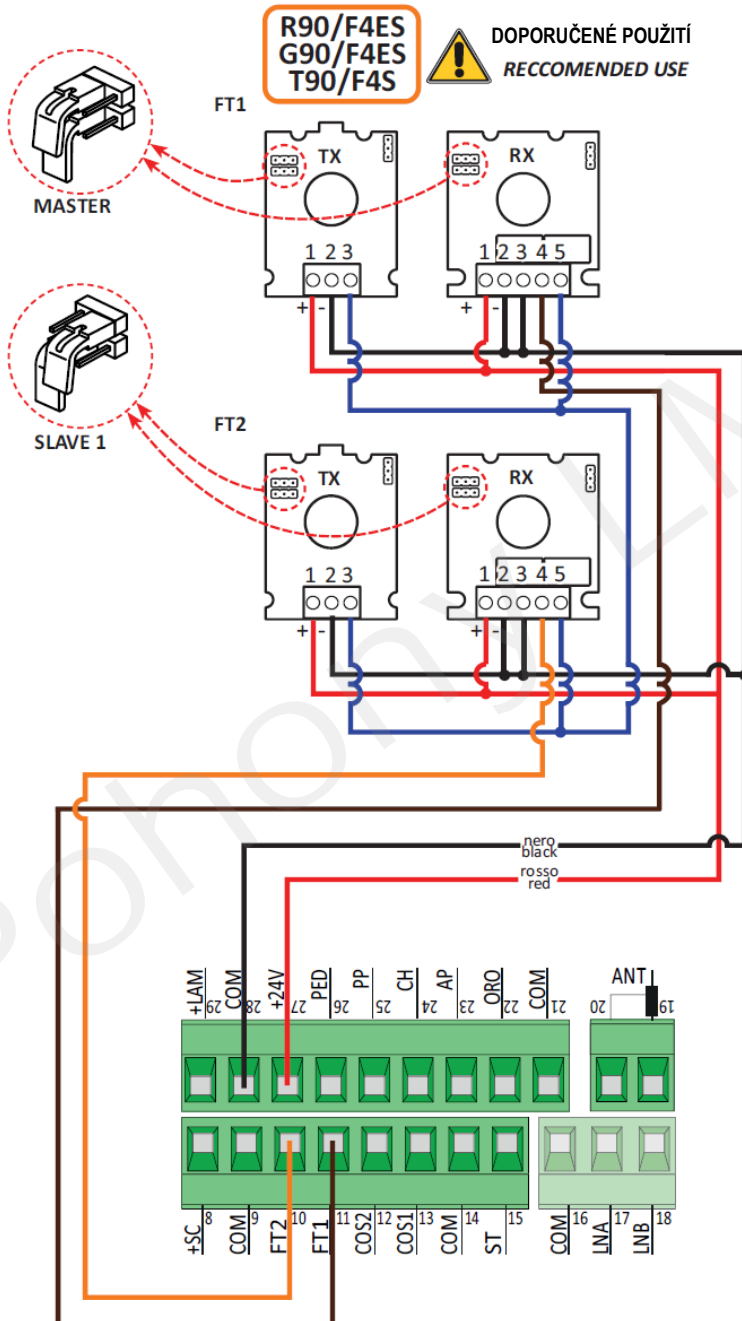 R90/F4ES
G90/F4ES
T90/F4S
DOPORUČENÉ POUŽITÍ
RECCOMENDED USE
FT1
MASTER
TX
RX
1 2 3
1 2 3 4 5
+ -
+ -
SLAVE 1
FT2
TX
RX
1 2 3
1 2 3 4 5
+ -
+ -
nero
black
rosso
red
+LAM 29
COM 28
+24V 27
PED 26
PP 25
CH 24
AP 23
ORO 22
COM 21
20 ANT 19
+SC 8
COM 9
FT2 10
FT1 11
COS2 12
COS1 13
COM 14
ST 15
COM 16
LNA 17
LNB 18